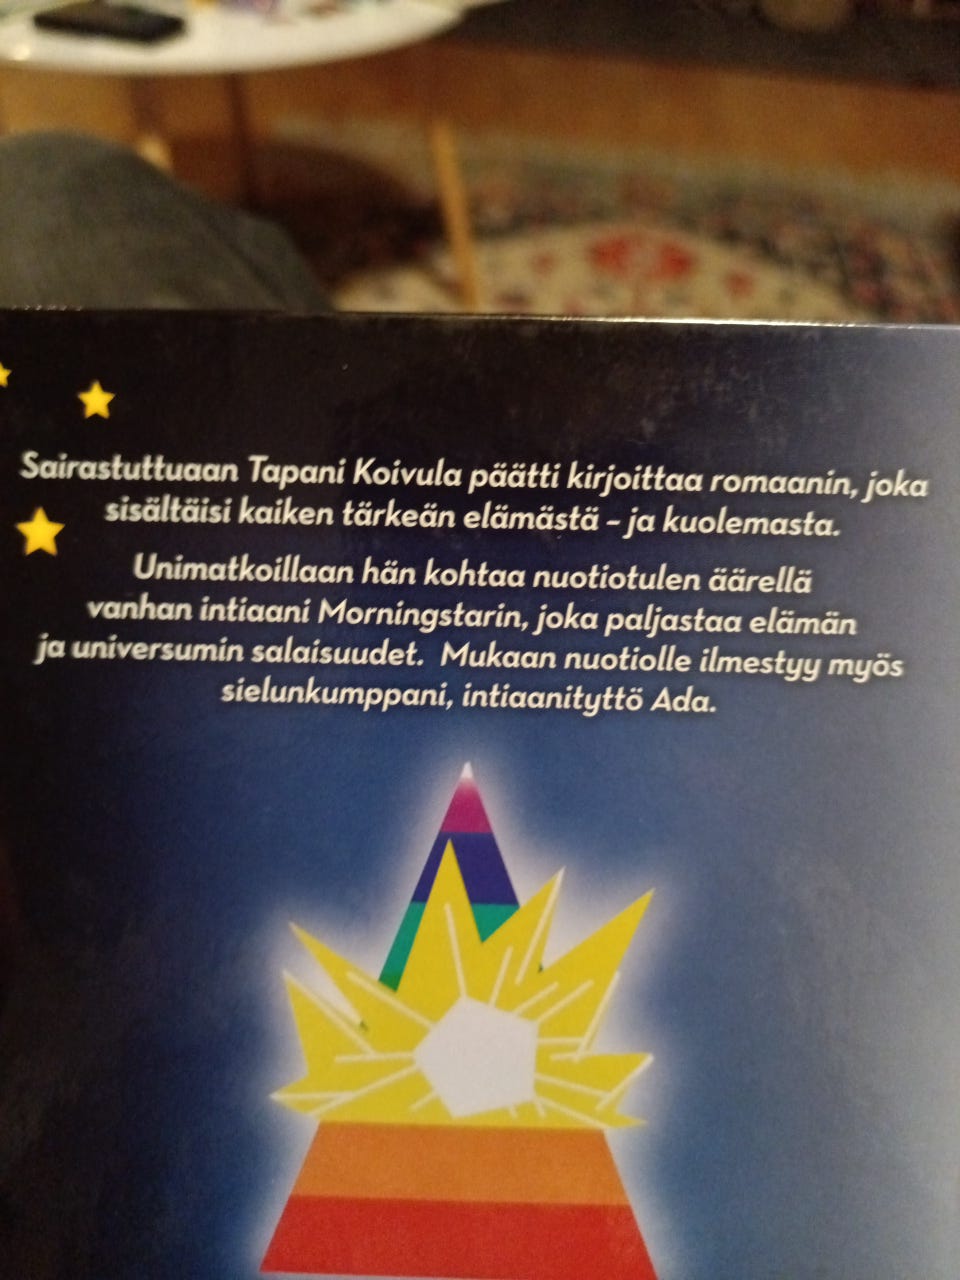 Sairastuttuaan Tapani Koivula päätti kirjoittaa romaanin, joka
sisältäisi kaiken tärkeän elämästä – ja kuolemasta.
Unimatkoillaan hän kohtaa nuotiotulen äärellä
vanhan intiaani Morningstarin, joka paljastaa elämän
ja universumin salaisuudet. Mukaan nuotiolle ilmestyy myös
sielunkumppani, intiaanityttö Ada.